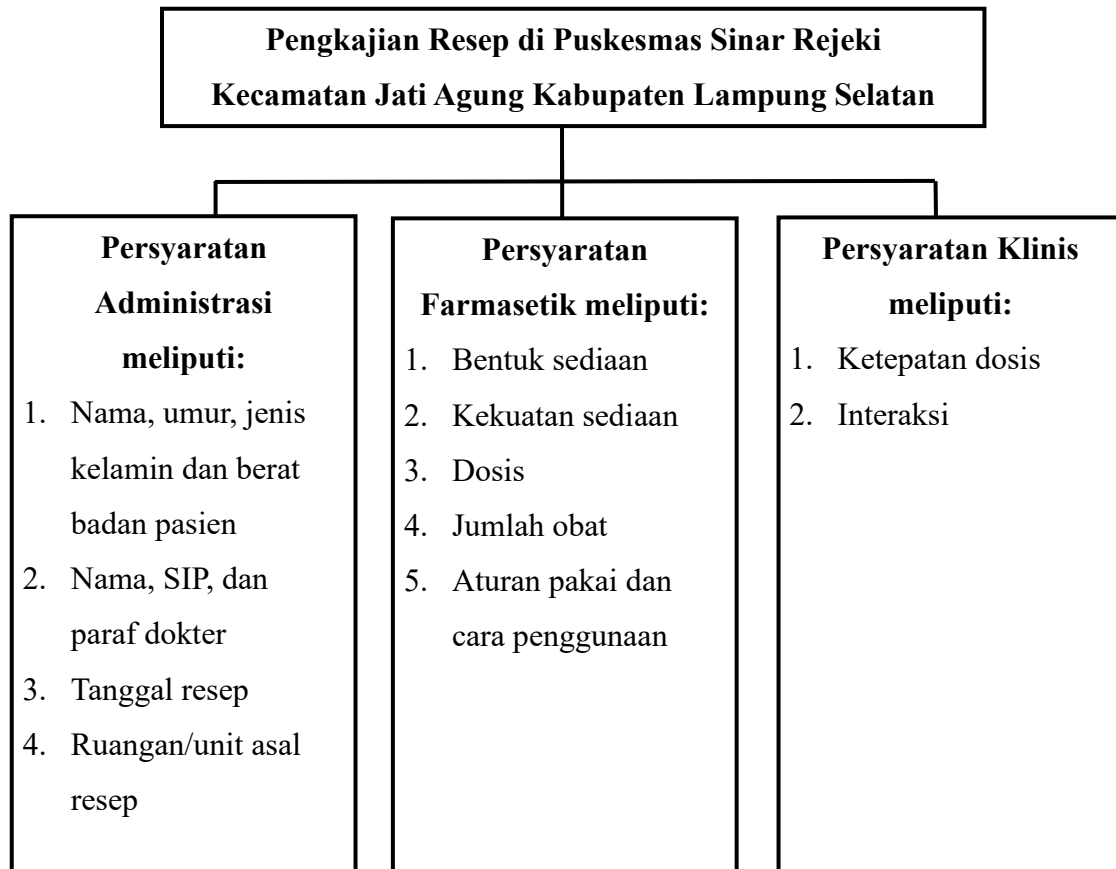 Pengkajian Resep di Puskesmas Sinar Rejeki
Kecamatan Jati Agung Kabupaten Lampung Selatan
Persyaratan
Administrasi
meliputi:
1. Nama, umur, jenis
kelamin dan berat
badan pasien
2. Nama, SIP, dan
paraf dokter
3. Tanggal resep
4. Ruangan/unit asal
resep
Persyaratan
Farmasetik meliputi:
1. Bentuk sediaan
2. Kekuatan sediaan
3. Dosis
4. Jumlah obat
5. Aturan pakai dan
cara penggunaan
Persyaratan Klinis
meliputi:
1. Ketepatan dosis
2. Interaksi